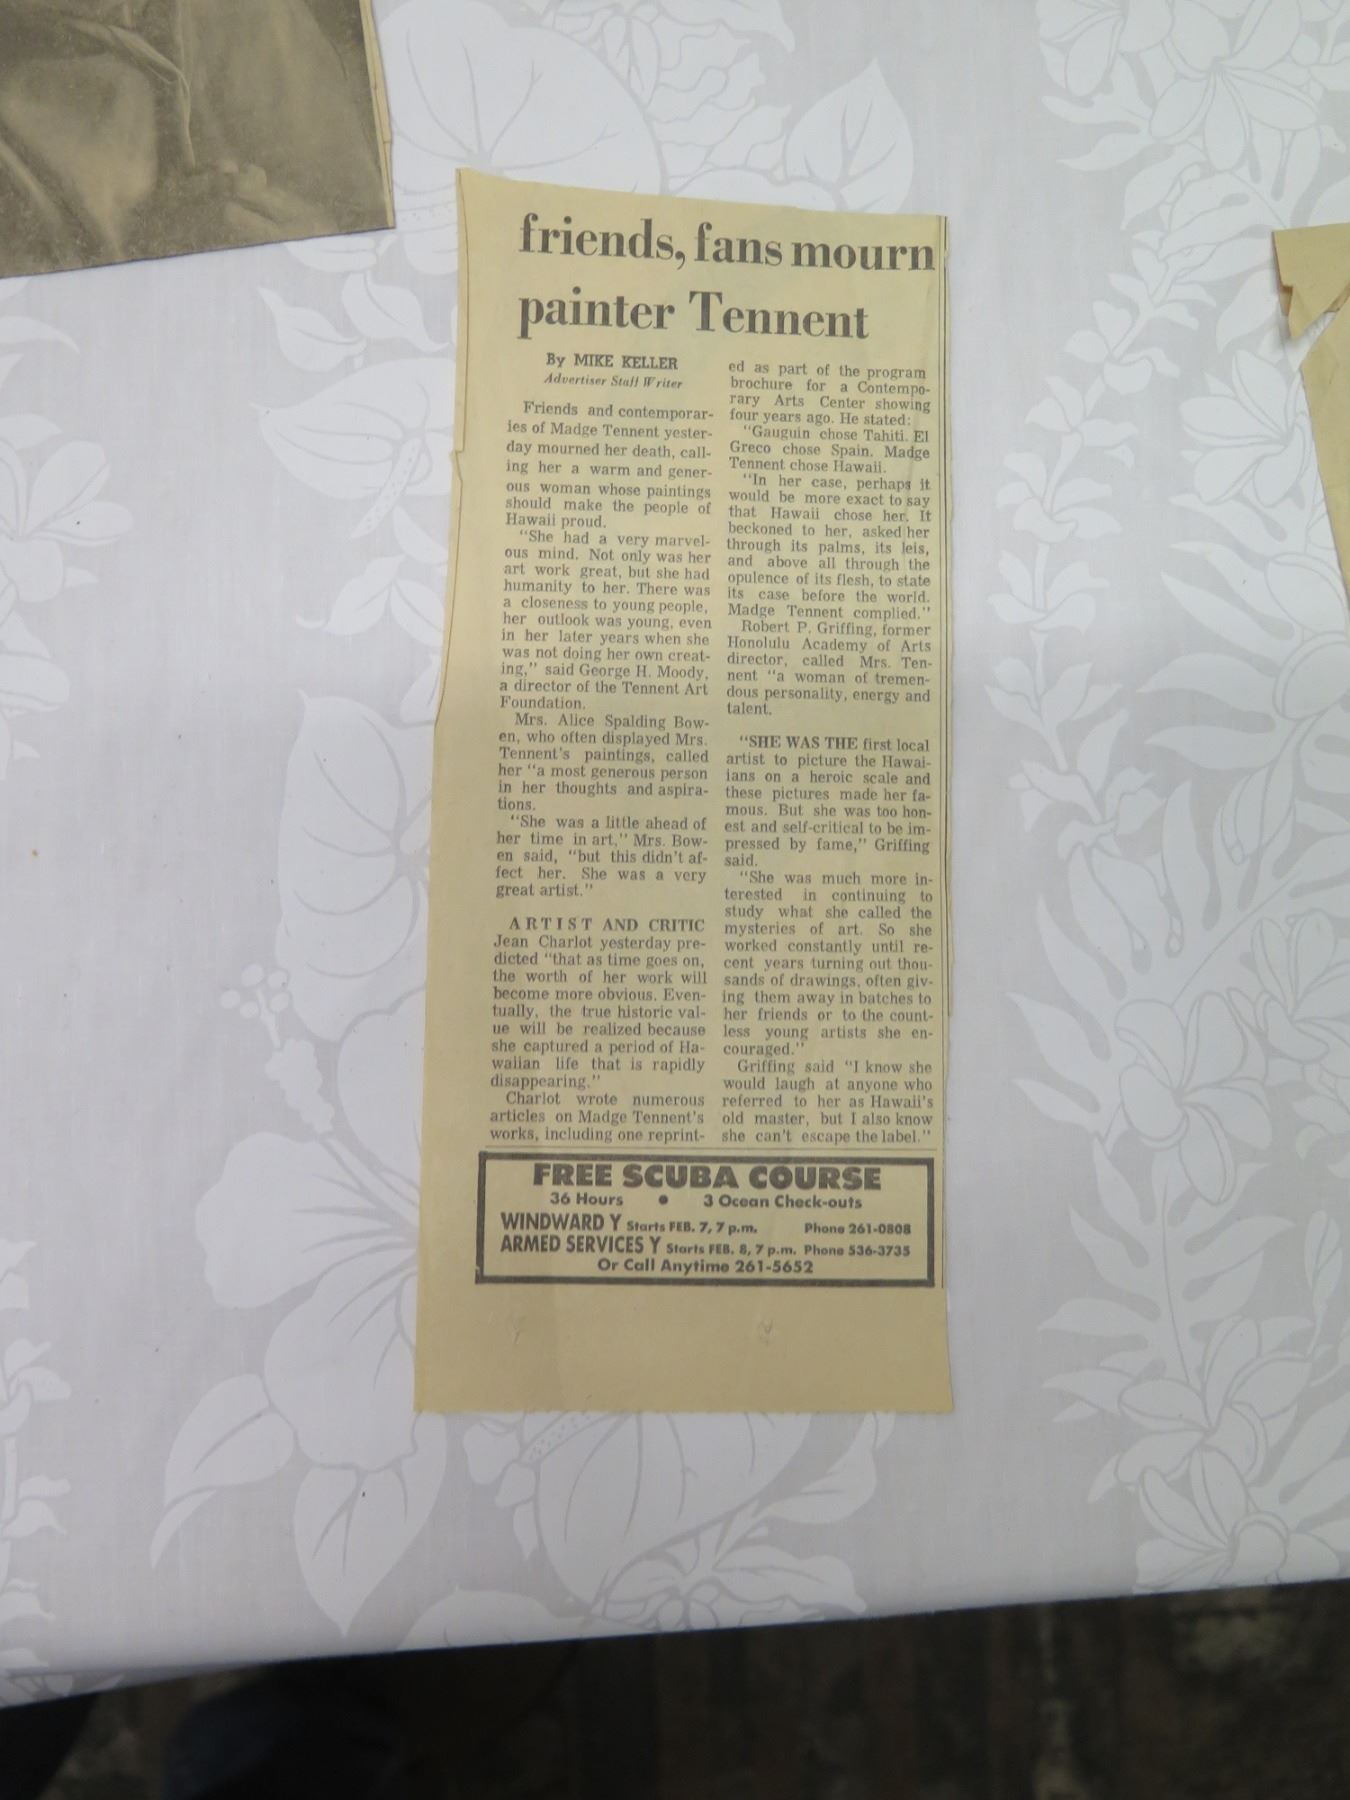 friends, fans mourn
painter Tennent
By MIKE KELLER
Advertiser Staff Writer
Friends and contemporar-
ies of Madge Tennent yester-
day mourned her death, call-
ing her a warm and gener-
ous woman whose paintings
should make the people of
Hawaii proud.
"She had a very marvel-
ous mind. Not only was her
art work great, but she had
humanity to her. There was
a closeness to young people,
her outlook was young, even
in her later years when she
was not doing her own creat-
ing," said George H. Moody,
a director of the Tennent Art
Foundation.
Mrs. Alice Spalding Bow-
en, who often displayed Mrs.
Tennent's paintings, called
her "a most generous person
in her thoughts and aspira-
tions.
"She was a little ahead of
her time in art," Mrs. Bow-
en said, "but this didn't af-
fect her. She was a very
great artist."
ARTIST AND CRITIC
Jean Charlot yesterday pre-
dicted "that as time goes on,
the worth of her work will
become more obvious. Even-
tually, the true historic val-
ue will be realized because
she captured a period of Ha-
waiian life that is rapidly
disappearing."
Charlot wrote numerous
articles on Madge Tennent's
works, including one reprint-
ed as part of the program
brochure for a Contempo-
rary Arts Center showing
four years ago. He stated:
"Gauguin chose Tahiti. El
Greco chose Spain. Madge
Tennent chose Hawaii.
"In her case, perhaps it
would be more exact to say
that Hawaii chose her. It
beckoned to her, asked her
through its palms, its leis,
and above all through the
opulence of its flesh, to state
its case before the world.
Madge Tennent complied."
Robert P. Griffing, former
Honolulu Academy of Arts
director, called Mrs. Ten-
nent "a woman of tremen-
dous personality, energy and
talent.
"SHE WAS THE first local
artist to picture the Hawai-
ians on a heroic scale and
these pictures made her fa-
mous. But she was too hon-
est and self-critical to be im-
pressed by fame," Griffing
said.
"She was much more in-
terested in continuing to
study what she called the
mysteries of art. So she
worked constantly until re-
cent years turning out thou-
sands of drawings, often giv-
ing them away in batches to
her friends or to the count-
less young artists she en-
couraged."
Griffing said "I know she
would laugh at anyone who
referred to her as Hawaii's
old master, but I also know
she can't escape the label."
FREE SCUBA COURSE
36 Hours • 3 Ocean Check-outs
WINDWARD Y Starts FEB. 7, 7 p.m. Phone 261-0808
ARMED SERVICES Y Starts FEB. 8, 7 p.m. Phone 536-3735
Or Call Anytime 261-5652